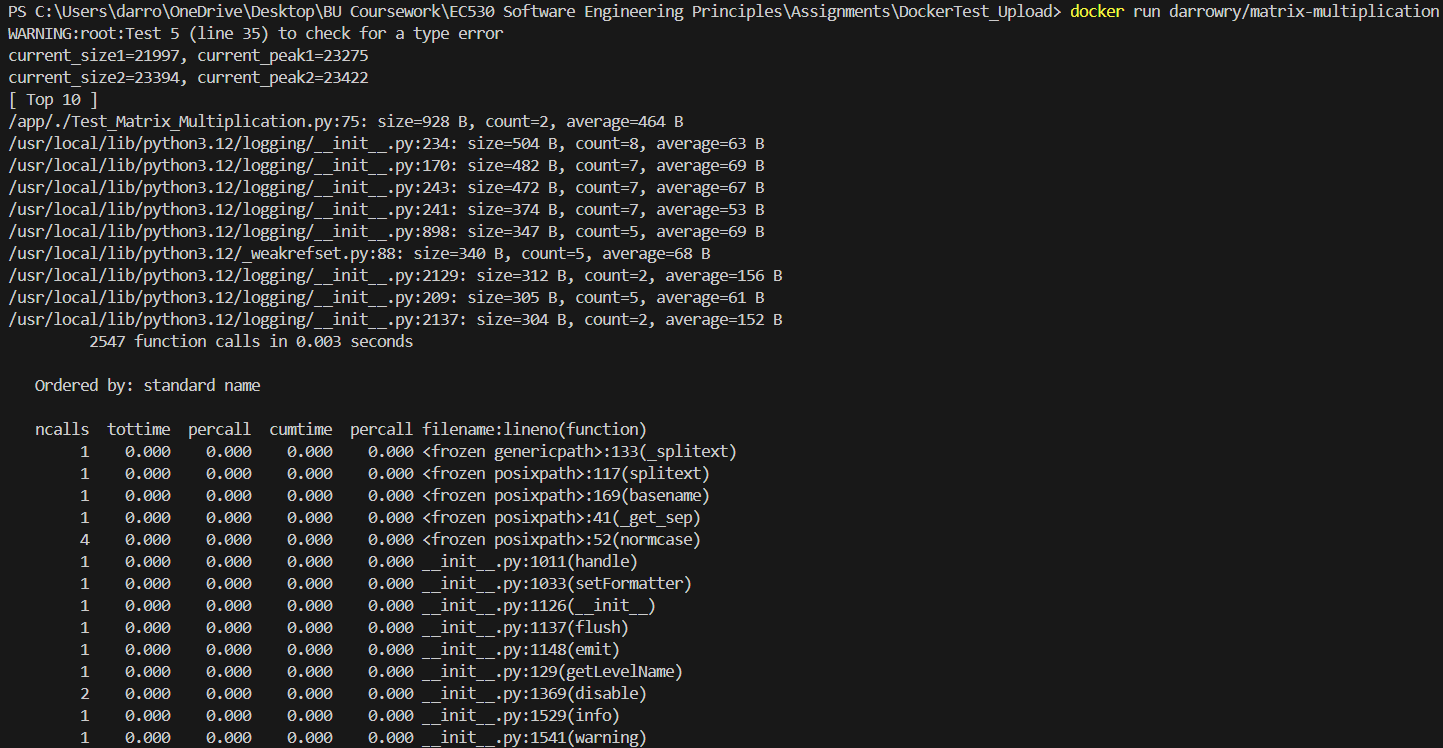 PS C:\Users\darro\OneDrive\Desktop\BU Coursework\EC530 Software Engineering Principles\Assignments\DockerTest_Upload> docker run darrowry/matrix-multiplication
WARNING:root:Test 5 (line 35) to check for a type error
current_size1=21997, current_peak1=23275
current_size2=23394, current_peak2=23422
[ Top 10 ]
/app/./Test_Matrix_Multiplication.py:75: size=928 B, count=2, average=464 B
/usr/local/lib/python3.12/logging/__init__.py:234: size=504 B, count=8, average=63 B
/usr/local/lib/python3.12/logging/__init__.py:170: size=482 B, count=7, average=69 B
/usr/local/lib/python3.12/logging/__init__.py:243: size=472 B, count=7, average=67 B
/usr/local/lib/python3.12/logging/__init__.py:241: size=374 B, count=7, average=53 B
/usr/local/lib/python3.12/logging/__init__.py:898: size=347 B, count=5, average=69 B
/usr/local/lib/python3.12/_weakrefset.py:88: size=340 B, count=5, average=68 B
/usr/local/lib/python3.12/logging/__init__.py:2129: size=312 B, count=2, average=156 B
/usr/local/lib/python3.12/logging/__init__.py:209: size=305 B, count=5, average=61 B
/usr/local/lib/python3.12/logging/__init__.py:2137: size=304 B, count=2, average=152 B
         2547 function calls in 0.003 seconds
   Ordered by: standard name
   ncalls  tottime  percall  cumtime  percall filename:lineno(function)
        1    0.000    0.000    0.000    0.000 <frozen genericpath>:133(_splitext)
        1    0.000    0.000    0.000    0.000 <frozen posixpath>:117(splitext)
        1    0.000    0.000    0.000    0.000 <frozen posixpath>:169(basename)
        1    0.000    0.000    0.000    0.000 <frozen posixpath>:41(_get_sep)
        4    0.000    0.000    0.000    0.000 <frozen posixpath>:52(normcase)
        1    0.000    0.000    0.000    0.000 __init__.py:1011(handle)
        1    0.000    0.000    0.000    0.000 __init__.py:1033(setFormatter)
        1    0.000    0.000    0.000    0.000 __init__.py:1126(__init__)
        1    0.000    0.000    0.000    0.000 __init__.py:1137(flush)
        1    0.000    0.000    0.000    0.000 __init__.py:1148(emit)
        1    0.000    0.000    0.000    0.000 __init__.py:129(getLevelName)
        2    0.000    0.000    0.000    0.000 __init__.py:1369(disable)
        1    0.000    0.000    0.000    0.000 __init__.py:1529(info)
        1    0.000    0.000    0.000    0.000 __init__.py:1541(warning)